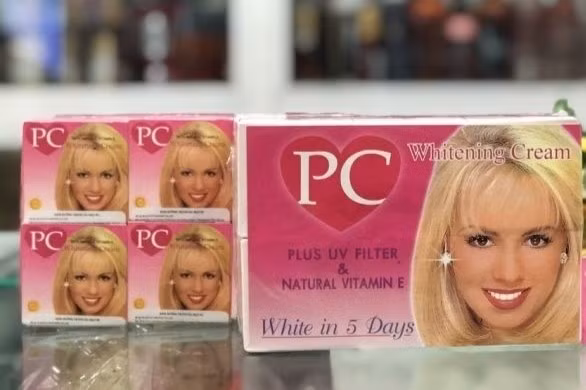 PC
PC
PC
PC
PC
Whitening Cream
PLUS UV FILTER
&
NATURAL VITAMIN E
White in 5 Days